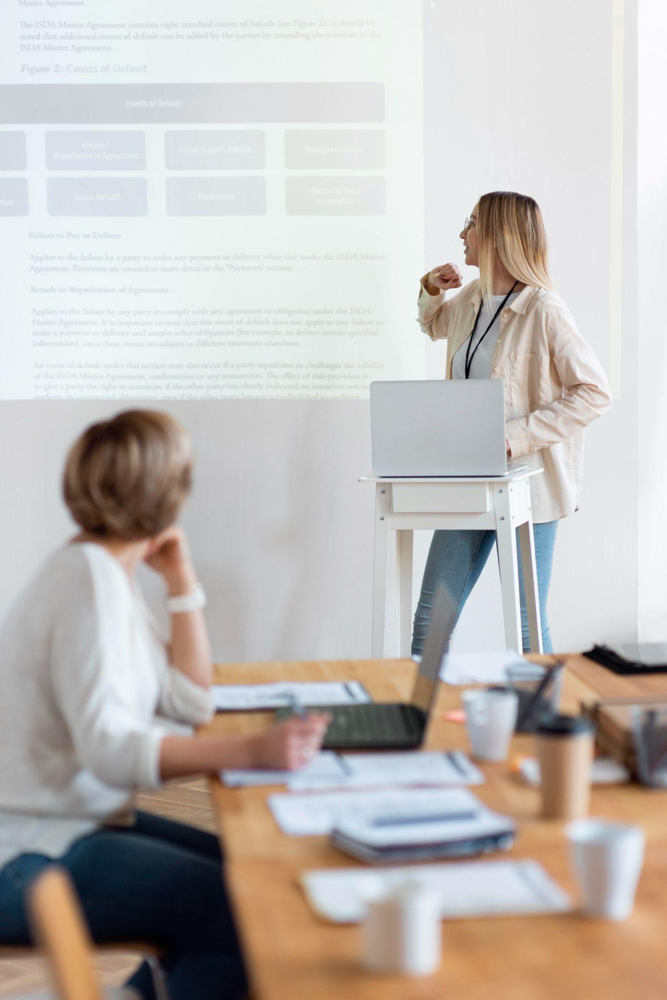 Master Agreement.
The ISDA Master Agreement contains eight standard events of default (see Figure 2). It should be
noted that additional events of default can be added by the parties by amending the schedule to the
ISDA Master Agreement.
Figure 2: Events of Default
Events of Default
Breach/
Repudiation of Agreement
Credit Support Default
Misrepresentation
tion
Cross-Default
Bankruptcy
Merger Without
Assumption
Failure to Pay or Deliver
Applies to the failure by a party to make any payment or delivery when due under the ISDA Master
Agreement. Payments are covered in more detail in the 'Payments' section.
Breach or Repudiation of Agreement
Applies to the failure by any party to comply with any agreement or obligation under the ISDA
Master Agreement. It is important to note that this event of default does not apply to any failure to
make a payment or delivery and certain other obligations (for example, to deliver certain specified
information), since these events are subject to different treatment elsewhere.
An event of default under this section may also occur if a party repudiates or challenges the validity
of the ISDA Master Agreement, confirmation or any transaction. The effect of this provision is
to give a party the right to terminate if the other party has clearly indicated an intention not to
perform its contractual obligations, even if the other party has not actually failed to perform.